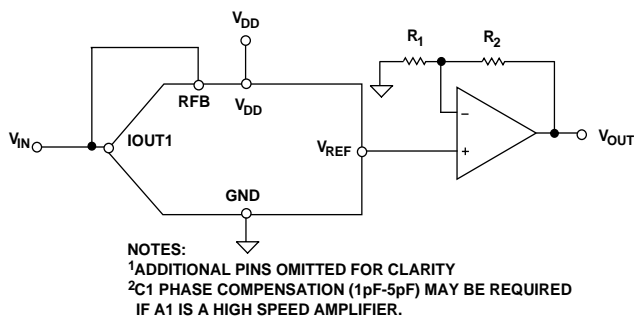 VDD
R1 R2
RFB
VDD
VIN
IOUT1
VREF
–
+
VOUT
GND
NOTES:
1ADDITIONAL PINS OMITTED FOR CLARITY
2C1 PHASE COMPENSATION (1pF-5pF) MAY BE REQUIRED
IF A1 IS A HIGH SPEED AMPLIFIER.